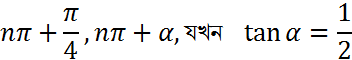 nπ + π/4, nπ + α, যখন tan α = 1/2